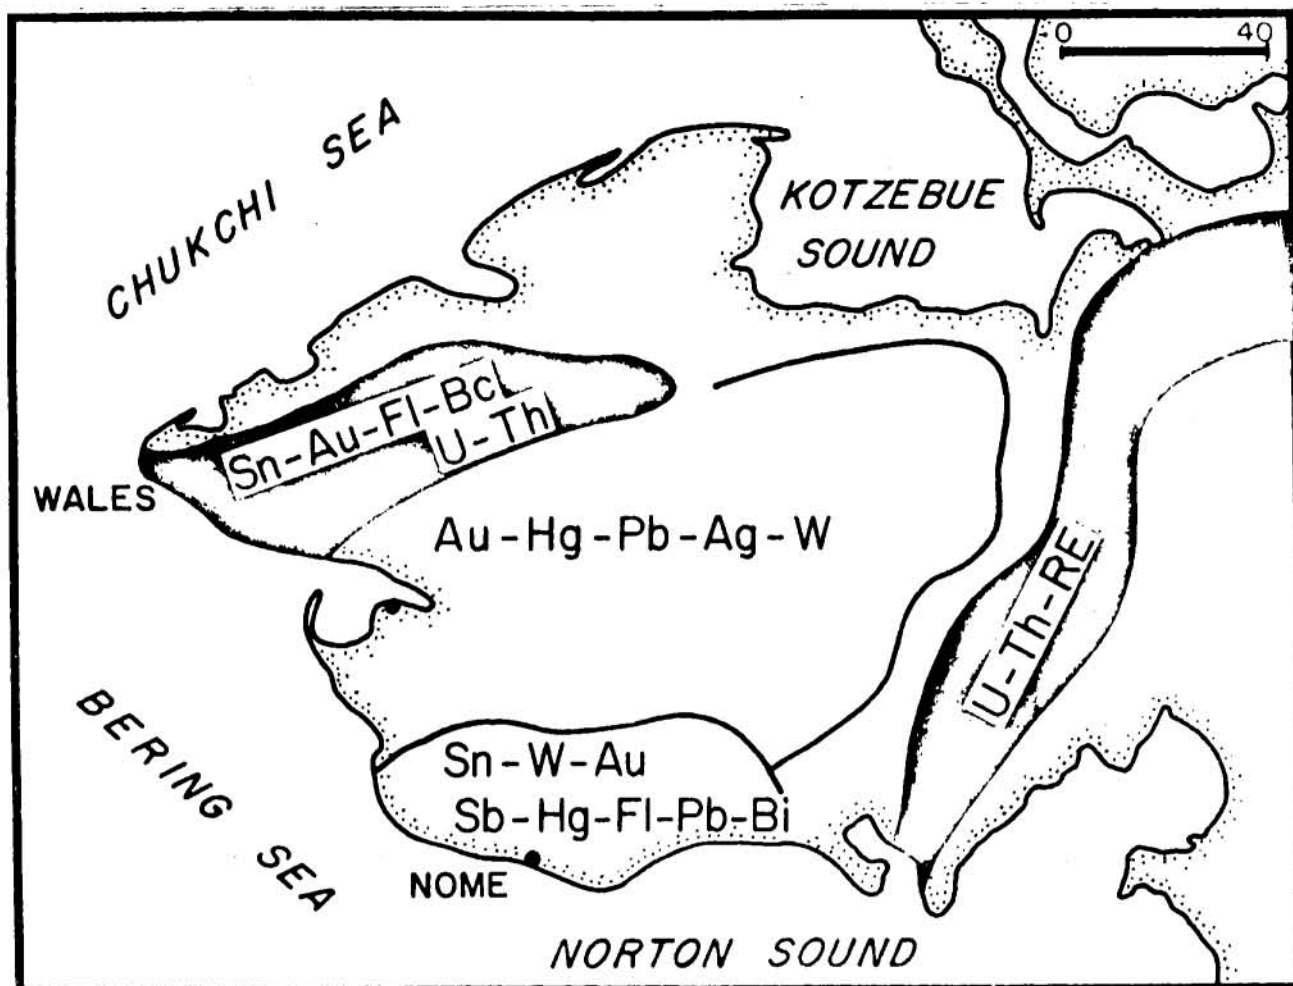 0 40
CHUKCHI SEA
KOTZEBUE
SOUND
Sn-Au-Fl-Bc
U-Th
WALES
Au-Hg-Pb-Ag-W
U-Th-RE
BERING SEA
Sn-W-Au
Sb-Hg-Fl-Pb-Bi
NOME
NORTON SOUND